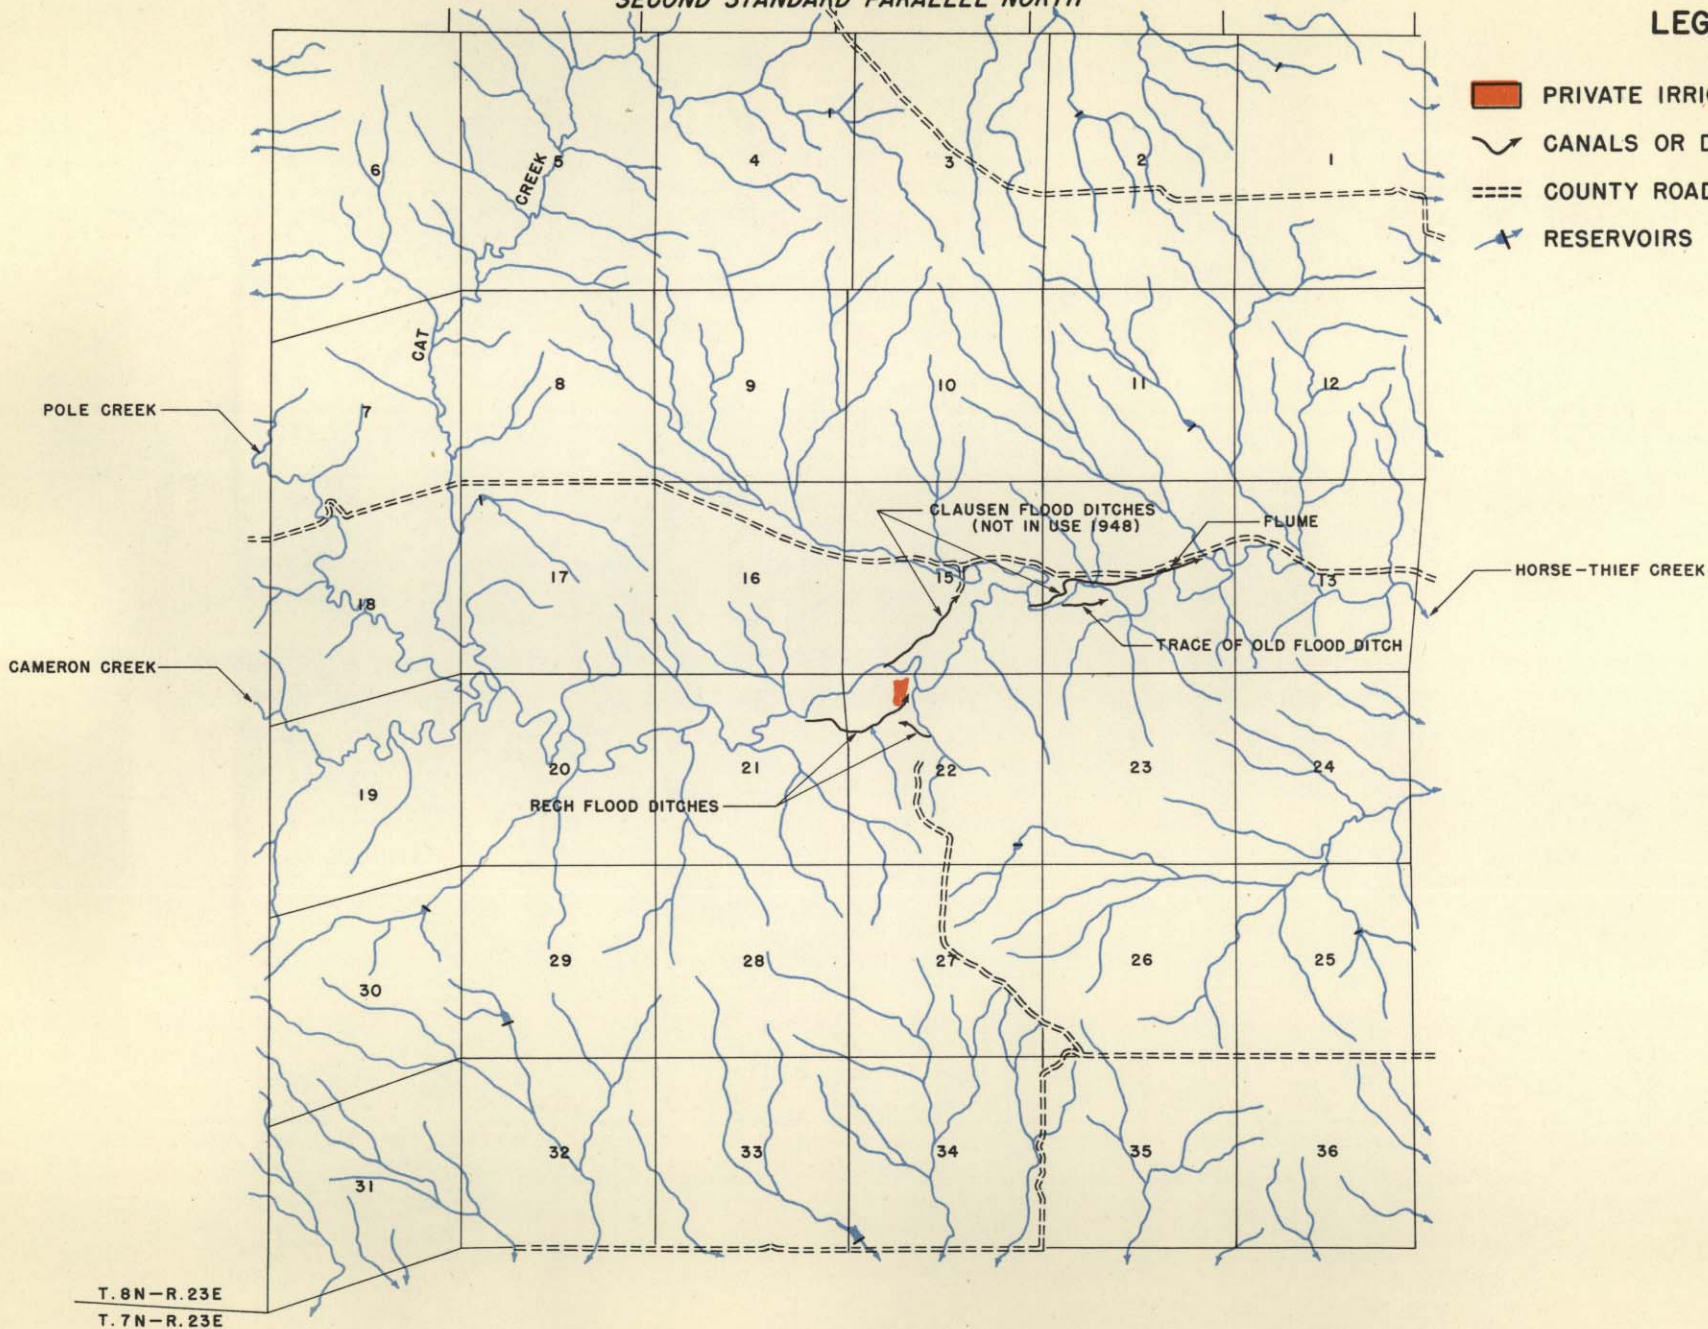 SECOND STANDARD PARALLEL NORTH
LEG
PRIVATE IRRI
CANALS OR D
COUNTY ROAD
RESERVOIRS
6
5
4
3
2
1
CREEK
CAT
7
8
9
10
11
12
POLE CREEK
CLAUSEN FLOOD DITCHES
(NOT IN USE 1948)
FLUME
18
17
16
15
13
HORSE-THIEF CREEK
TRACE OF OLD FLOOD DITCH
CAMERON CREEK
19
20
21
22
23
24
RECH FLOOD DITCHES
30
29
28
27
26
25
31
32
33
34
35
36
T. 8N-R. 23E
T. 7N-R. 23E